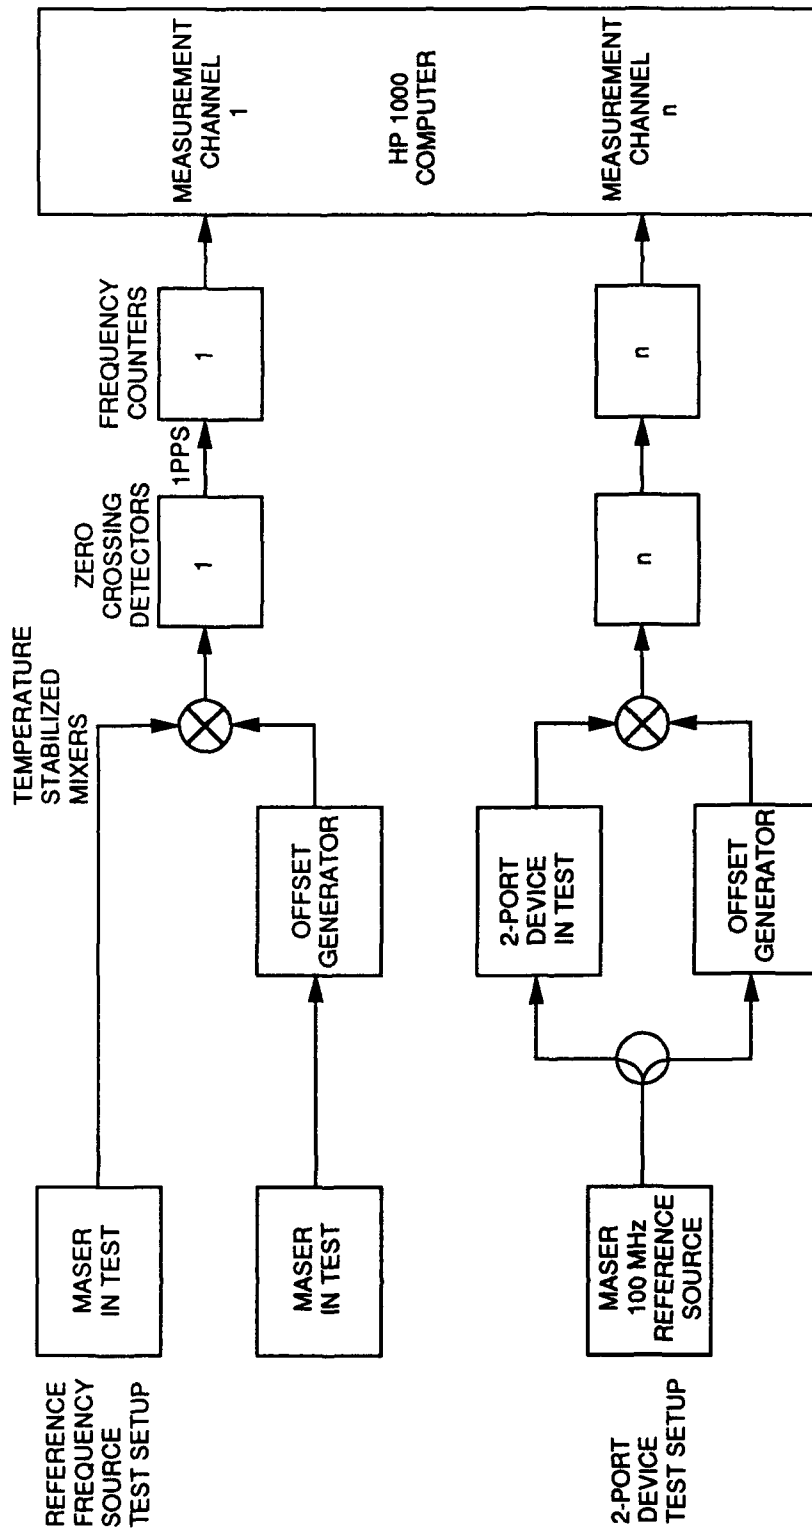 REFERENCE
FREQUENCY
SOURCE
TEST SETUP
MASER
IN TEST
MASER
IN TEST
OFFSET
GENERATOR
TEMPERATURE
STABILIZED
MIXERS
ZERO
CROSSING
DETECTORS
1
1PPS
FREQUENCY
COUNTERS
1
MEASUREMENT
CHANNEL
1
HP 1000
COMPUTER
MEASUREMENT
CHANNEL
n
2-PORT
DEVICE
TEST SETUP
MASER
100 MHz
REFERENCE
SOURCE
2-PORT
DEVICE
IN TEST
OFFSET
GENERATOR
n
n